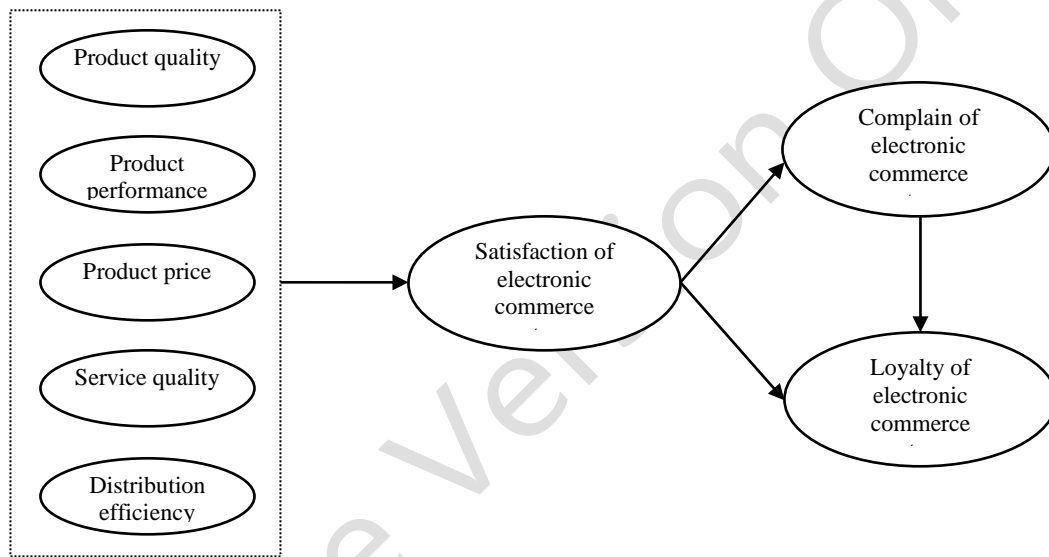 Product quality
Product
performance
Product price
Service quality
Distribution
efficiency
Satisfaction of
electronic
commerce
Complain of
electronic
commerce
Loyalty of
electronic
commerce
Version